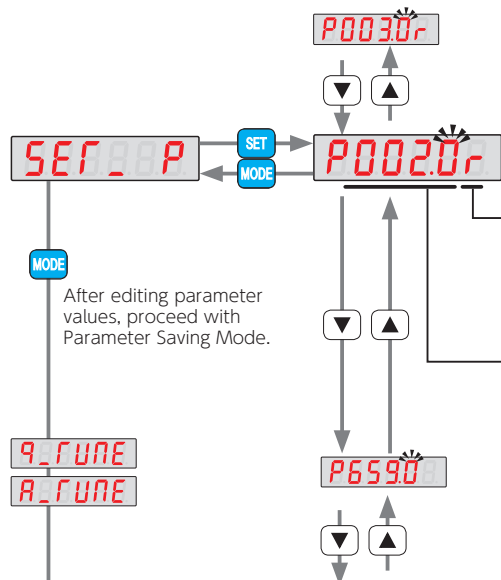 P003.0r
▼ ▲
SET_ P
SET
MODE
P002.0r
MODE
After editing parameter
values, proceed with
Parameter Saving Mode.
▼ ▲
q_TUNE
A_TUNE
P659.0
▼ ▲